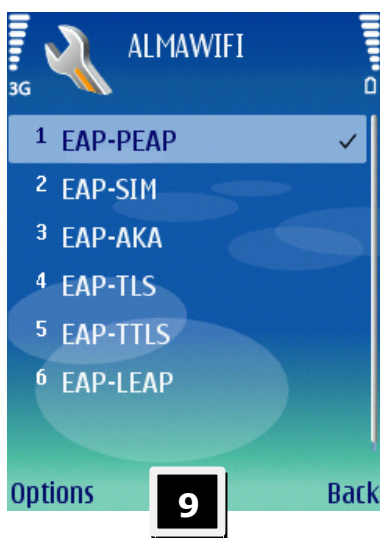 ALMAWIFI
3G
1 EAP-PEAP
2 EAP-SIM
3 EAP-AKA
4 EAP-TLS
5 EAP-TTLS
6 EAP-LEAP
Options
9
Back